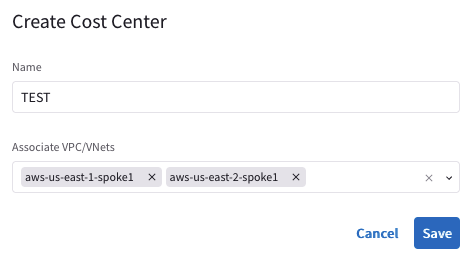 Create Cost Center
Name
TEST
Associate VPC/VNets
aws-us-east-1-spoke1 aws-us-east-2-spoke1
Cancel Save